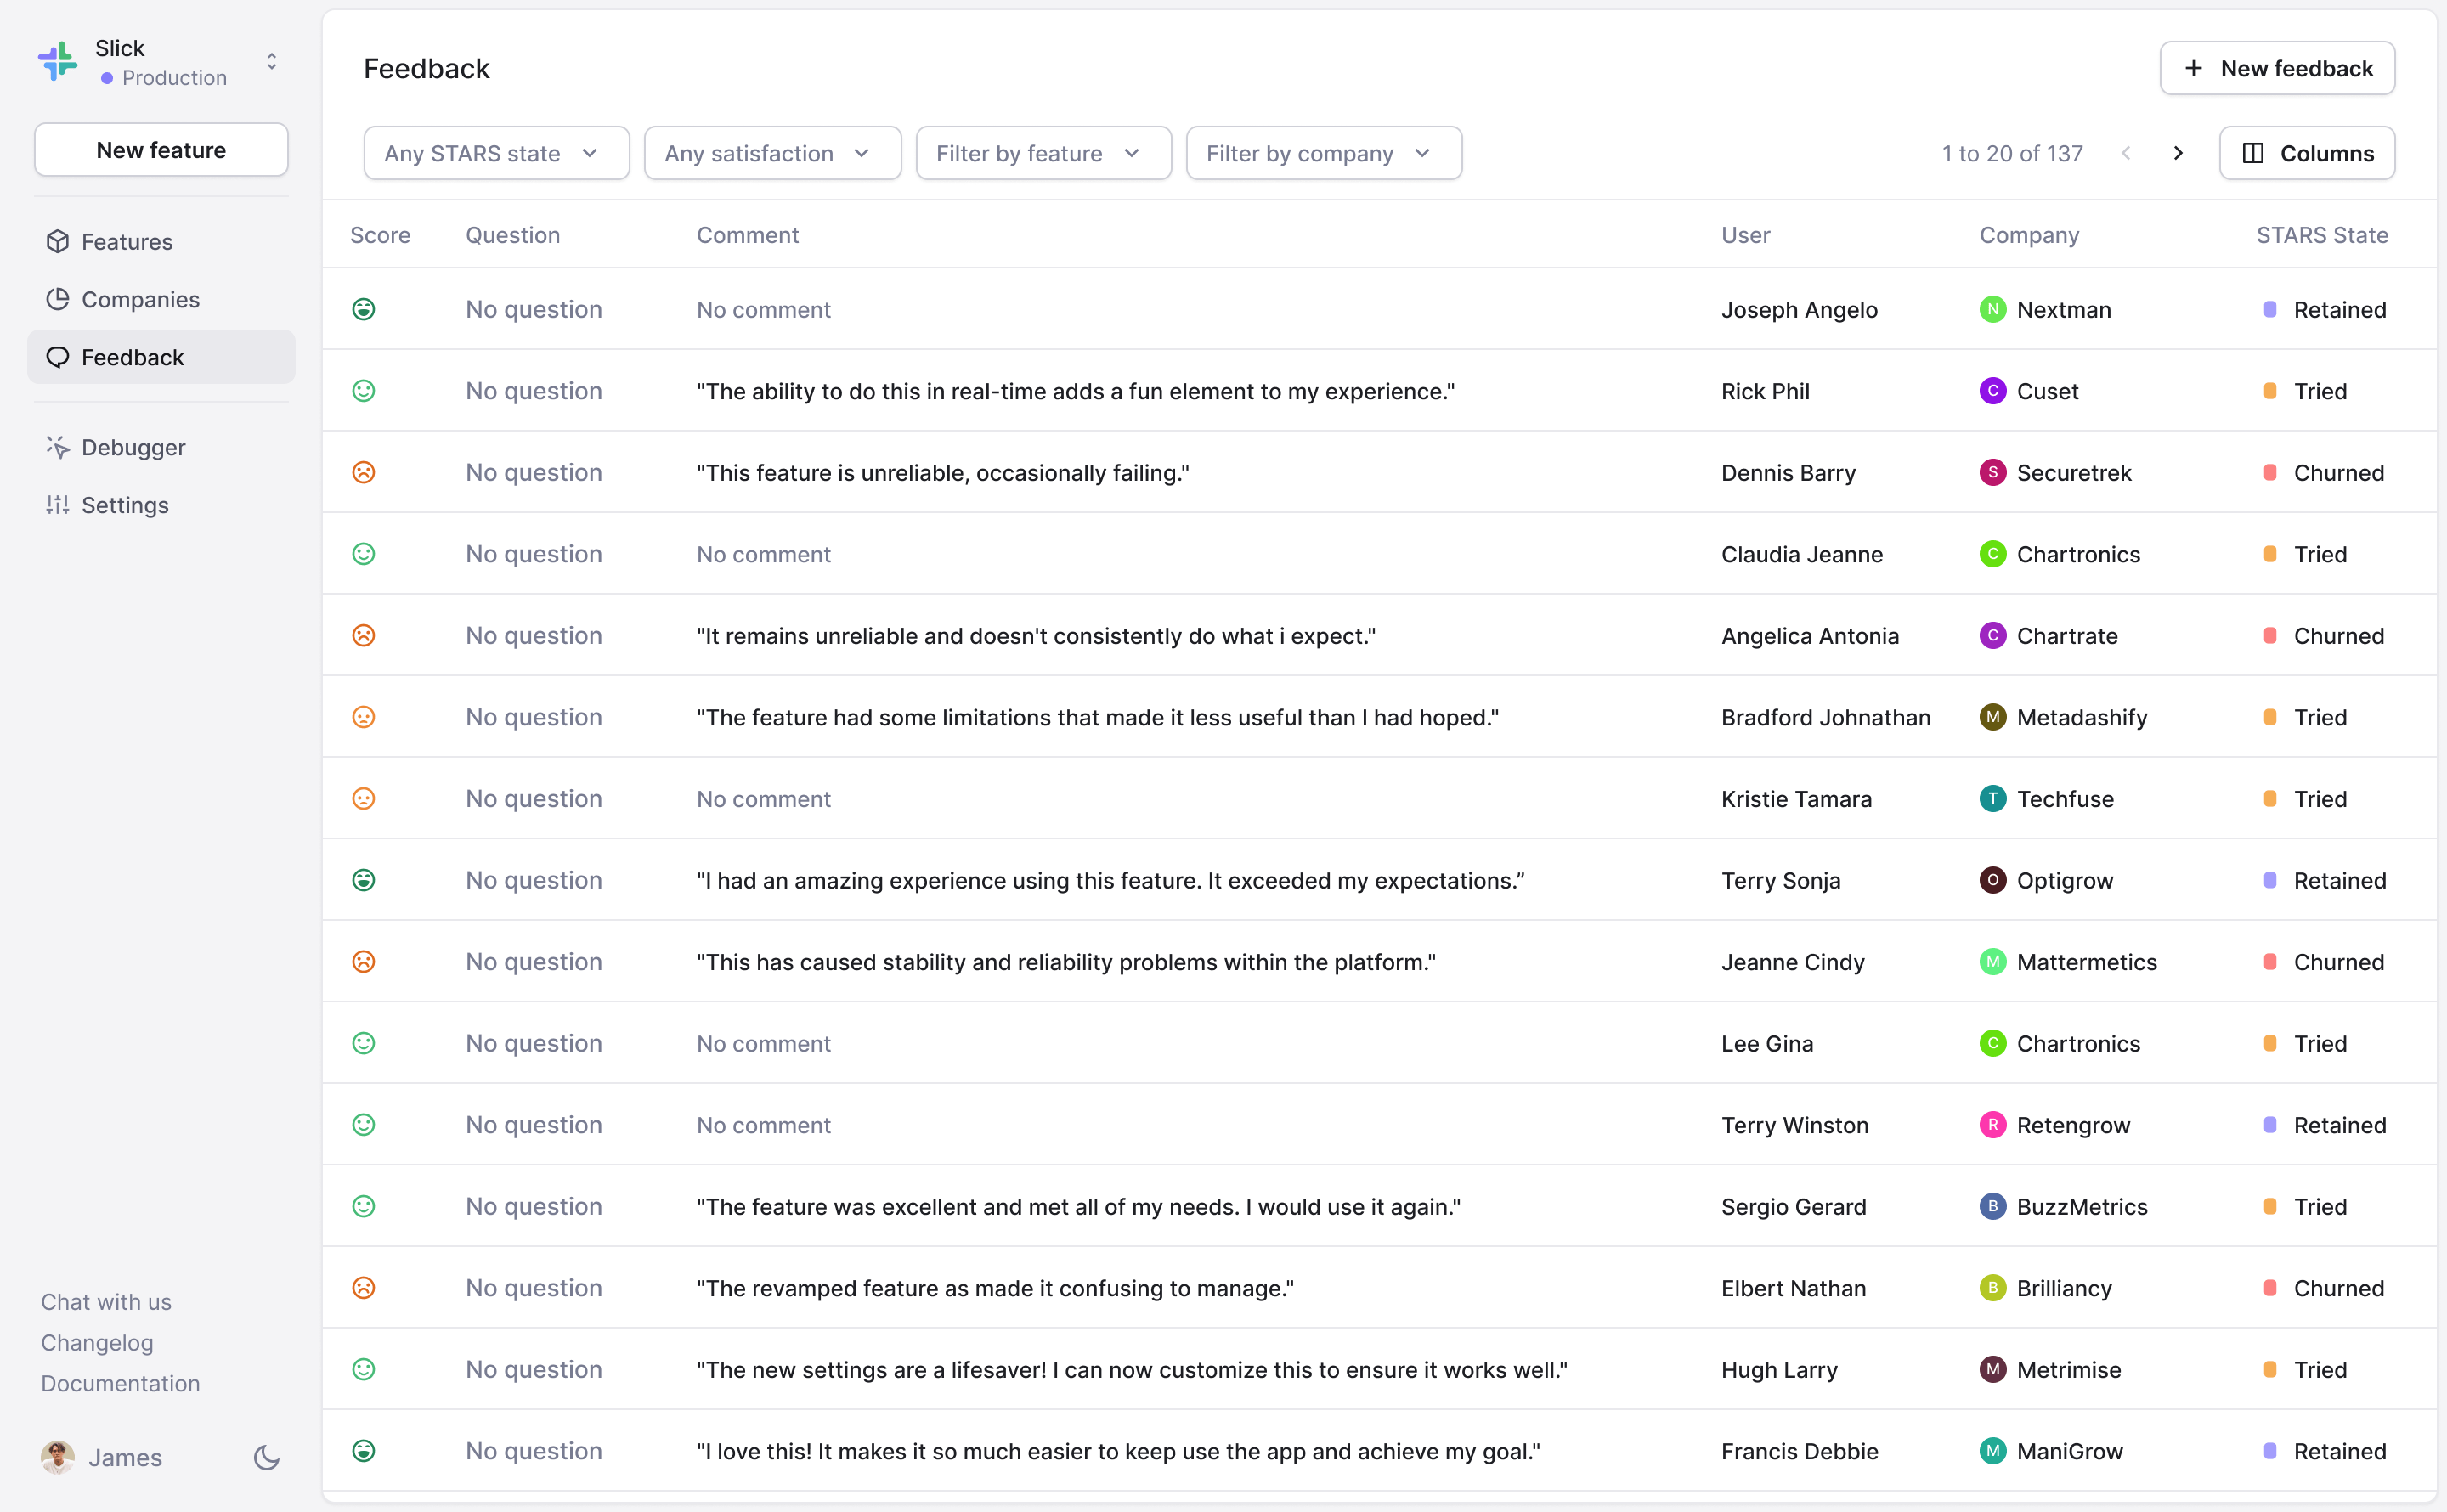 Slick
Production
New feature
Features
Companies
Feedback
Debugger
Settings
Chat with us
Changelog
Documentation
James
Feedback
+ New feedback
Any STARS state Any satisfaction Filter by feature Filter by company 1 to 20 of 137 Columns
Score Question Comment User Company STARS State
No question No comment Joseph Angelo N Nextman Retained
No question "The ability to do this in real-time adds a fun element to my experience." Rick Phil C Cuset Tried
No question "This feature is unreliable, occasionally failing." Dennis Barry S Securetrek Churned
No question No comment Claudia Jeanne C Chartronics Tried
No question "It remains unreliable and doesn't consistently do what i expect." Angelica Antonia C Chartrate Churned
No question "The feature had some limitations that made it less useful than I had hoped." Bradford Johnathan M Metadashify Tried
No question No comment Kristie Tamara T Techfuse Tried
No question "I had an amazing experience using this feature. It exceeded my expectations.” Terry Sonja O Optigrow Retained
No question "This has caused stability and reliability problems within the platform." Jeanne Cindy M Mattermetics Churned
No question No comment Lee Gina C Chartronics Tried
No question No comment Terry Winston R Retengrow Retained
No question "The feature was excellent and met all of my needs. I would use it again." Sergio Gerard B BuzzMetrics Tried
No question "The revamped feature as made it confusing to manage." Elbert Nathan B Brilliancy Churned
No question "The new settings are a lifesaver! I can now customize this to ensure it works well." Hugh Larry M Metrimise Tried
No question "I love this! It makes it so much easier to keep use the app and achieve my goal." Francis Debbie M ManiGrow Retained